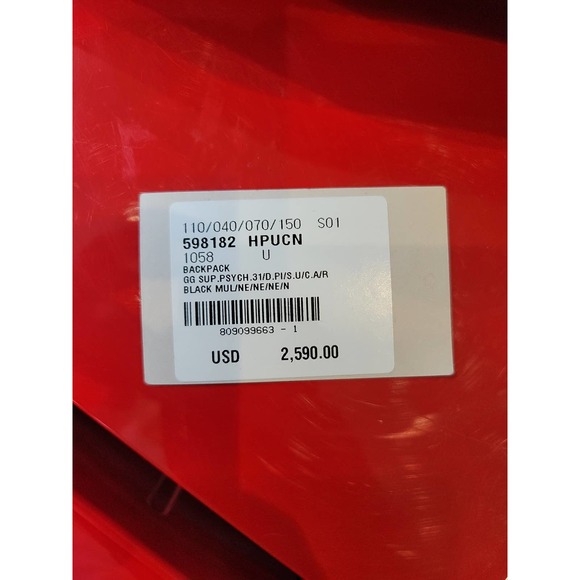 110/040/070/150 S01
598182 HPUCN
1058 U
BACKPACK
GG SUP.PSYCH.31/D.PI/S.U/C.A/R
BLACK MUL/NE/NE/NE/N
809099663 - 1
USD 2,590.00